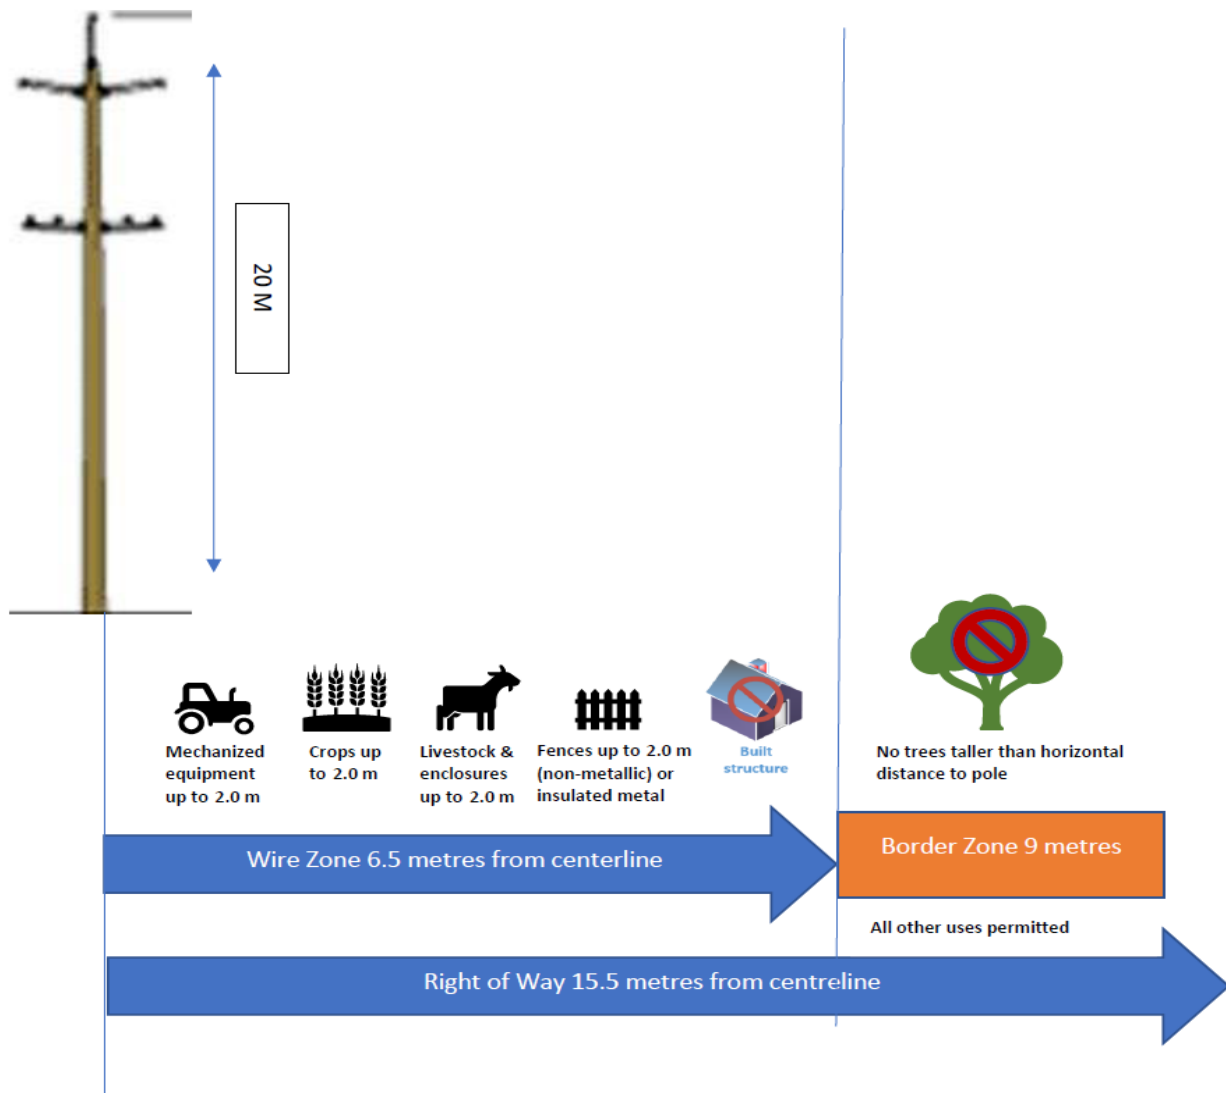 20 M
Mechanized
equipment
up to 2.0 m
Crops up
to 2.0 m
Livestock &
enclosures
up to 2.0 m
Fences up to 2.0 m
(non-metallic) or
insulated metal
Built
structure
No trees taller than horizontal
distance to pole
Wire Zone 6.5 metres from centerline
Border Zone 9 metres
All other uses permitted
Right of Way 15.5 metres from centreline